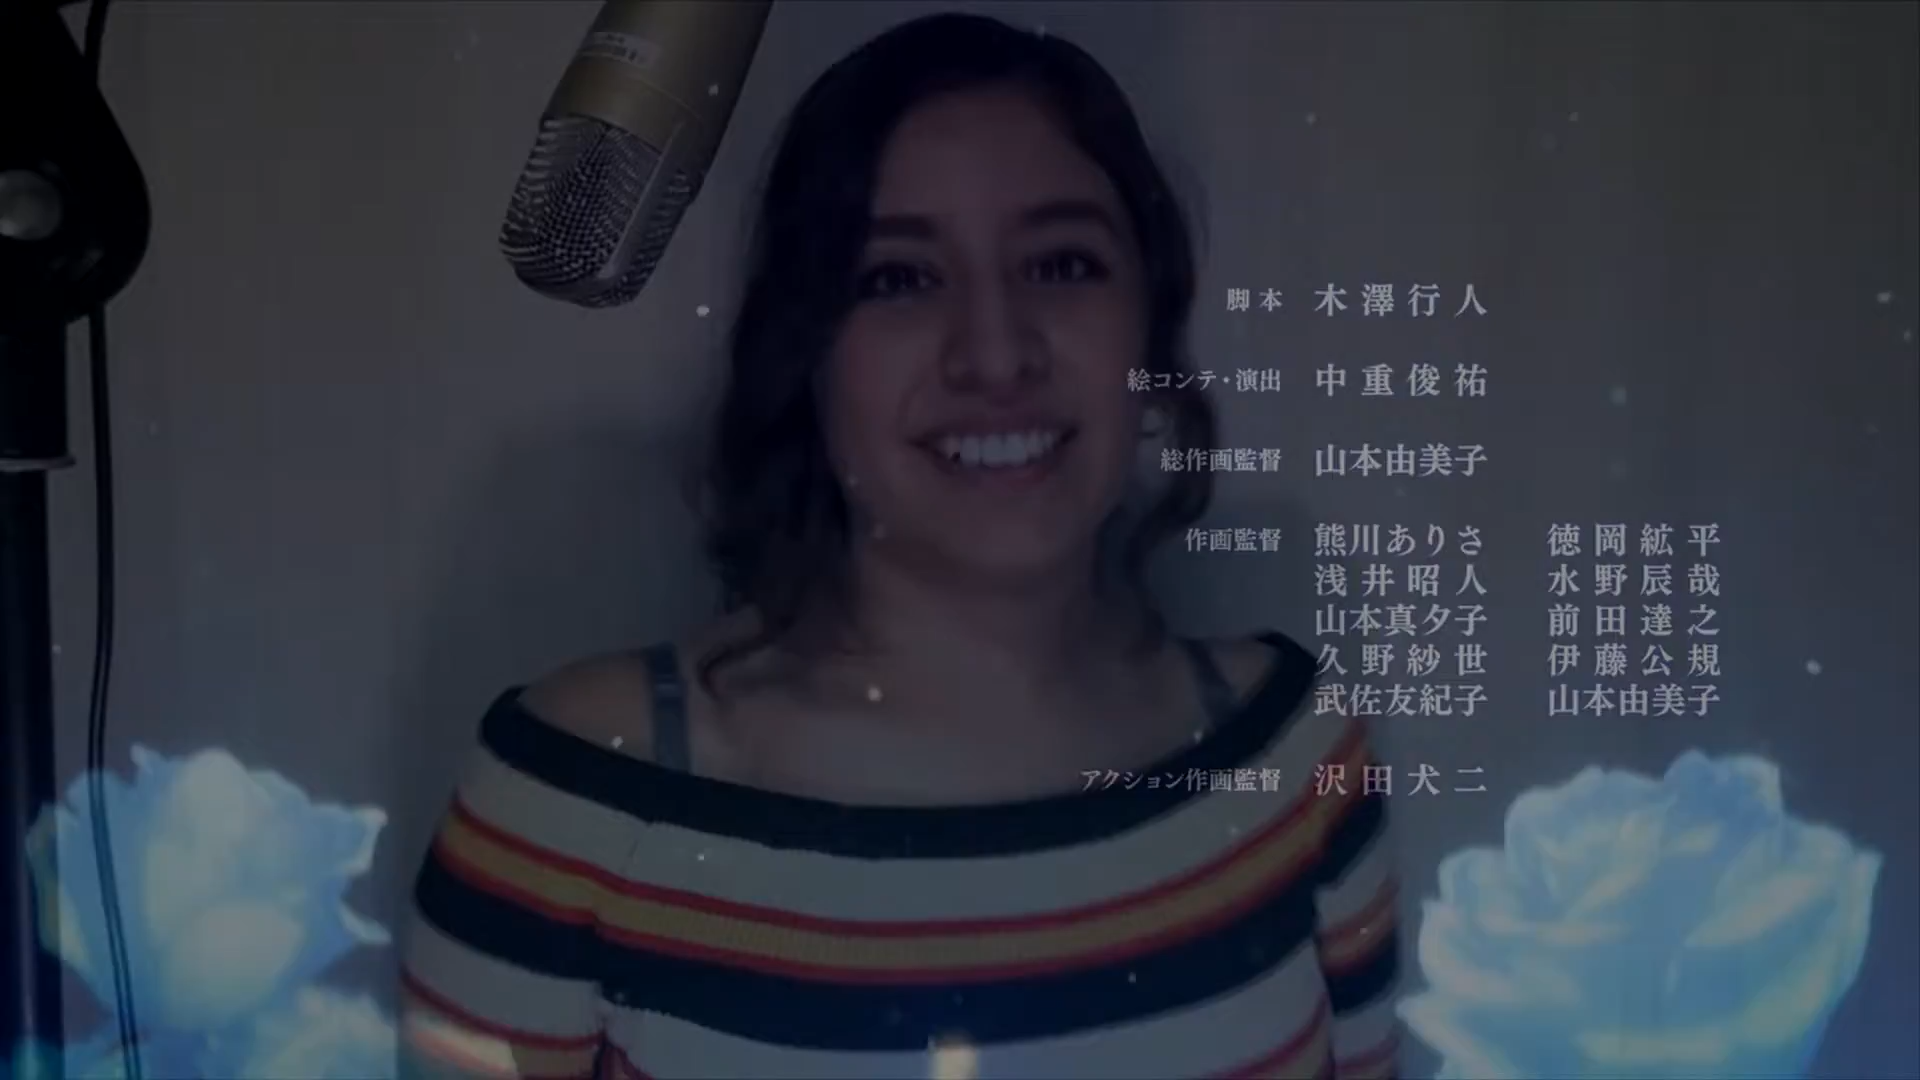 脚本 木澤行人
絵コンテ・演出 中重俊祐
総作画監督 山本由美子
作画監督 熊川ありさ 徳岡紘平
浅井昭人 水野辰哉
山本真夕子 前田達之
久野紗世 伊藤公規
武佐友紀子 山本由美子
アクション作画監督 沢田犬二